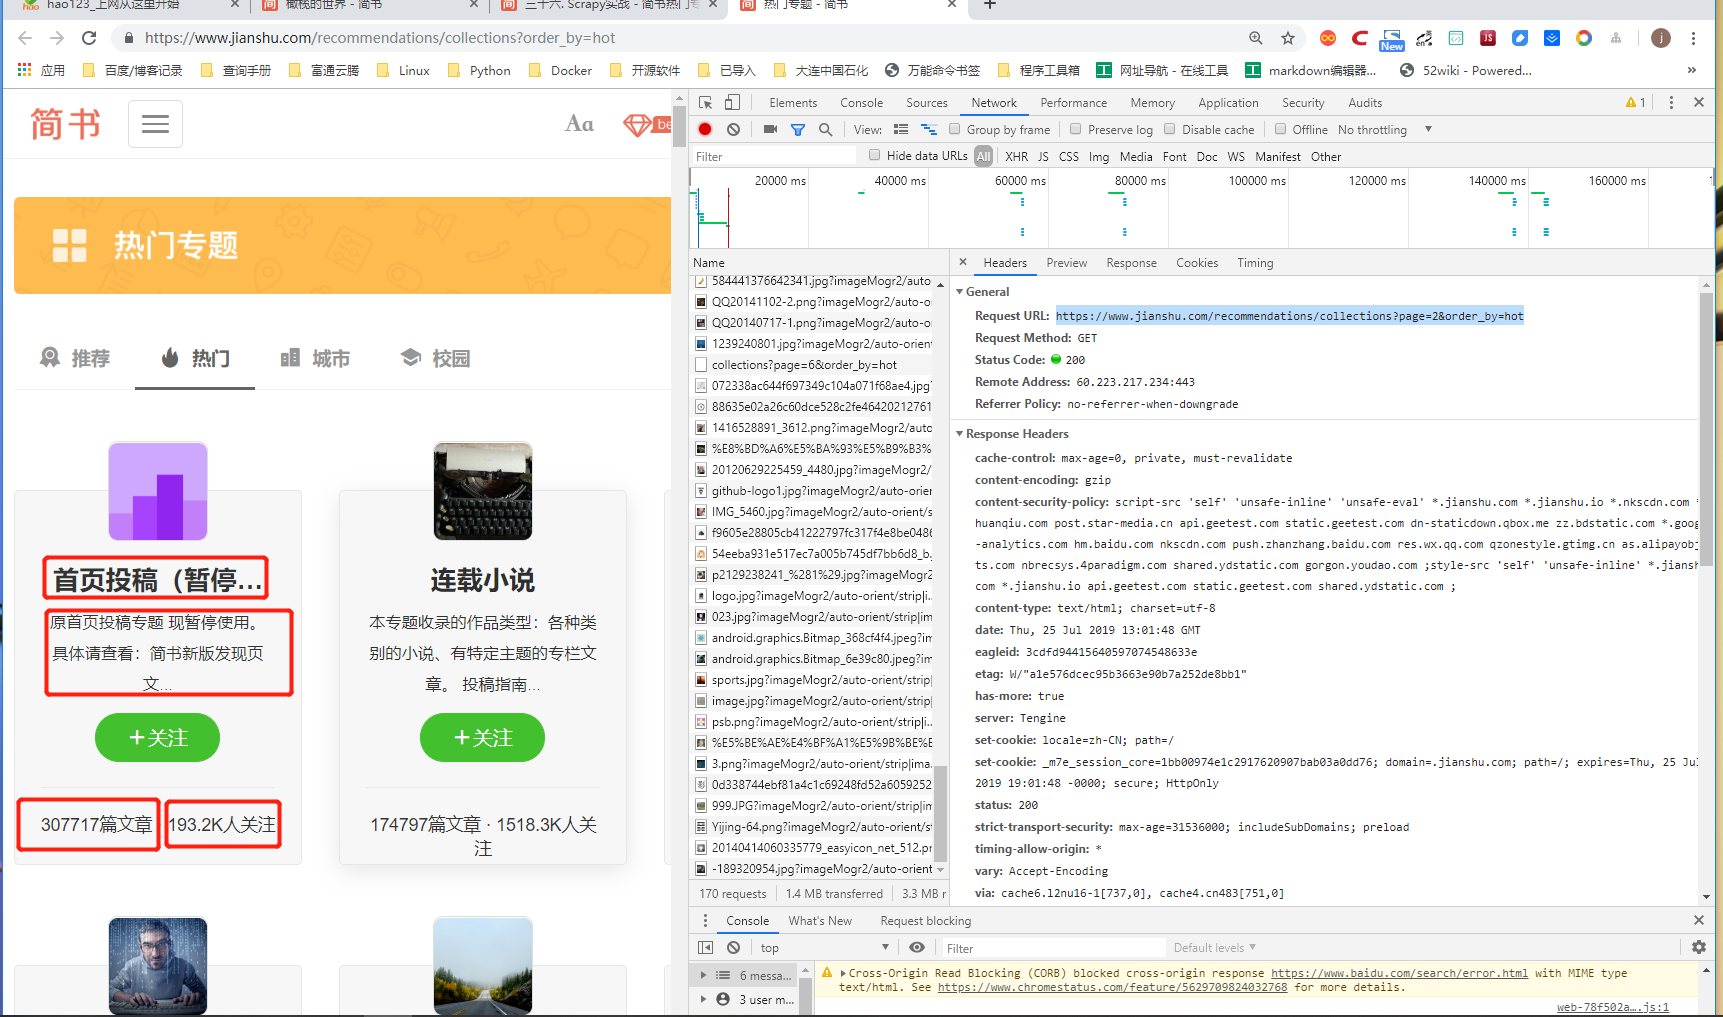 hao123_上网从这里开始
橄榄的世界 - 简书
三十六. Scrapy实战 - 简书热门专
热门专题 - 简书
https://www.jianshu.com/recommendations/collections?order_by=hot
New
en
JS
j
应用 百度/博客记录 查询手册 富通云腾 Linux Python Docker 开源软件 已导入 大连中国石化 万能命令书签 程序工具箱 网址导航 - 在线工具 markdown编辑器... 52wiki - Powered...
简书
Aa
be
热门专题
推荐 热门 城市 校园
首页投稿（暂停...
原首页投稿专题 现暂停使用。
具体请查看：简书新版发现页
文...
+关注
307717篇文章
193.2K人关注
连载小说
本专题收录的作品类型：各种类
别的小说、有特定主题的专栏文
章。 投稿指南...
+关注
174797篇文章 · 1518.3K人关
注
Elements Console Sources Network Performance Memory Application Security Audits 1
View: Group by frame Preserve log Disable cache Offline No throttling
Filter Hide data URLs All XHR JS CSS Img Media Font Doc WS Manifest Other
20000 ms 40000 ms 60000 ms 80000 ms 100000 ms 120000 ms 140000 ms 160000 ms
Name
584441376642341.jpg?imageMogr2/auto
QQ20141102-2.png?imageMogr2/auto-o
QQ20140717-1.png?imageMogr2/auto-o
1239240801.jpg?imageMogr2/auto-orien
collections?page=6&order_by=hot
072338ac644f697349c104a071f68ae4.jpg?
88635e02a26c60dce528c2fe464202127 61
1416528891_3612.png?imageMogr2/auto
%E8%BD%A6%E5%BA%93%E5%B9%B3%
20120629225459_4480.jpg?imageMogr2/
github-logo1.jpg?imageMogr2/auto-orien
IMG_5460.jpg?imageMogr2/auto-orient/s
f9605e28805cb41222797fc317f4e8be0486
54eeba931e517ec7a005b745df7bb6d8_b.
p2129238241_%281%29.jpg?imageMogr2
logo.jpg?imageMogr2/auto-orient/strip|i..
023.jpg?imageMogr2/auto-orient/strip|im
android.graphics.Bitmap_368cf4f4.jpeg?im
android.graphics.Bitmap_6e39c80.jpeg?im
sports.jpg?imageMogr2/auto-orient/strip|
image.jpg?imageMogr2/auto-orient/strip|
psb.png?imageMogr2/auto-orient/strip|i..
%E5%BE%AE%E4%BF%A1%E5%9B%BE%E
3.png?imageMogr2/auto-orient/strip|ima.
0d338744ebf81a4c1c69248fd52a6059252
999.JPG?imageMogr2/auto-orient/strip|im
Yijing-64.png?imageMogr2/auto-orient/s
20140414060335779_easyicon_net_512.p
-189320954.jpg?imageMogr2/auto-orient
170 requests 1.4 MB transferred 3.3 MB r
Headers Preview Response Cookies Timing
General
Request URL: https://www.jianshu.com/recommendations/collections?page=2&order_by=hot
Request Method: GET
Status Code: 200
Remote Address: 60.223.217.234:443
Referrer Policy: no-referrer-when-downgrade
Response Headers
cache-control: max-age=0, private, must-revalidate
content-encoding: gzip
content-security-policy: script-src 'self' 'unsafe-inline' 'unsafe-eval' *.jianshu.com *.jianshu.io *.nkscdn.com *
huanqiu.com post.star-media.cn api.geetest.com static.geetest.com dn-staticdown.qbox.me zz.bdstatic.com *.goog
-analytics.com hm.baidu.com nkscdn.com push.zhanzhang.baidu.com res.wx.qq.com qzonestyle.gtimg.cn as.alipayobj
ts.com nbrecsys.4paradigm.com shared.ydstatic.com gorgon.youdao.com ;style-src 'self' 'unsafe-inline' *.jiansh
com *.jianshu.io api.geetest.com static.geetest.com shared.ydstatic.com ;
content-type: text/html; charset=utf-8
date: Thu, 25 Jul 2019 13:01:48 GMT
eagleid: 3cdfd94415640597074548633e
etag: W/"a1e576dcec95b3663e90b7a252de8bb1"
has-more: true
server: Tengine
set-cookie: locale=zh-CN; path=/
set-cookie: _m7e_session_core=1bb00974e1c2917620907bab03a0dd76; domain=.jianshu.com; path=/; expires=Thu, 25 Jul
2019 19:01:48 -0000; secure; HttpOnly
status: 200
strict-transport-security: max-age=31536000; includeSubDomains; preload
timing-allow-origin: *
vary: Accept-Encoding
via: cache6.l2nu16-1[737,0], cache4.cn483[751,0]
Console What's New Request blocking
top Filter Default levels
6 messa...
3 user m...
Cross-Origin Read Blocking (CORB) blocked cross-origin response https://www.baidu.com/search/error.html with MIME type
text/html. See https://www.chromestatus.com/feature/5629709824032768 for more details.
web-78f502a….js:1